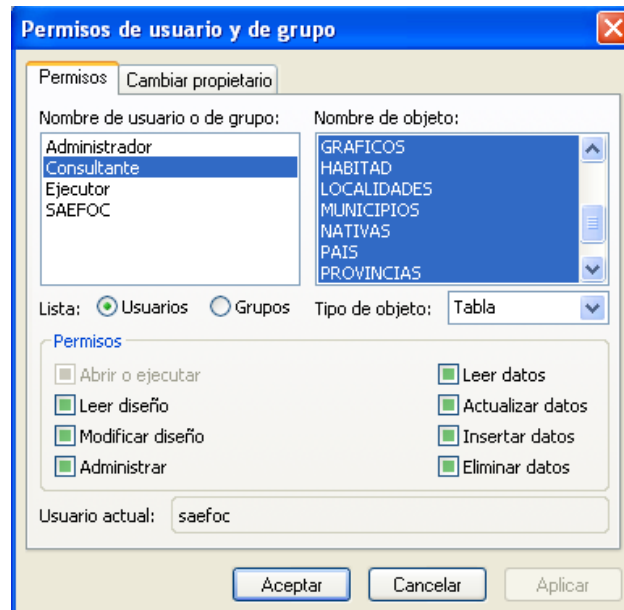 Permisos de usuario y de grupo
Permisos
Cambiar propietario
Nombre de usuario o de grupo:
Nombre de objeto:
Administrador
Consultante
Ejecutor
SAEFOC
GRAFICOS
HABITAD
LOCALIDADES
MUNICIPIOS
NATIVAS
PAIS
PROVINCIAS
Lista: Usuarios Grupos
Tipo de objeto: Tabla
Permisos
Abrir o ejecutar
Leer diseño
Modificar diseño
Administrar
Leer datos
Actualizar datos
Insertar datos
Eliminar datos
Usuario actual: saefoc
Aceptar Cancelar Aplicar